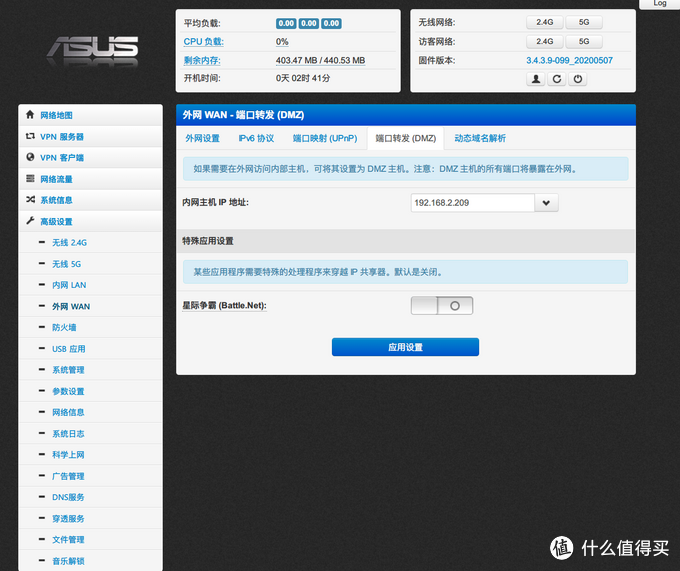 Log
ASUS
平均负载: 0.00 0.00 0.00
CPU 负载: 0%
剩余内存: 403.47 MB / 440.53 MB
开机时间: 0天 02时 41分
无线网络: 2.4G 5G
访客网络: 2.4G 5G
固件版本: 3.4.3.9-099_20200507
网络地图
VPN 服务器
VPN 客户端
网络流量
系统信息
高级设置
无线 2.4G
无线 5G
内网 LAN
外网 WAN
防火墙
USB 应用
系统管理
参数设置
网络信息
系统日志
科学上网
广告管理
DNS服务
穿透服务
文件管理
音乐解锁
外网 WAN - 端口转发 (DMZ)
外网设置 IPv6 协议 端口映射 (UPnP) 端口转发 (DMZ) 动态域名解析
如果需要在外网访问内部主机，可将其设置为 DMZ 主机。注意：DMZ 主机的所有端口将暴露在外网。
内网主机 IP 地址: 192.168.2.209
特殊应用设置
某些应用程序需要特殊的处理程序来穿越 IP 共享器。默认是关闭。
星际争霸 (Battle.Net):
应用设置
值 什么值得买